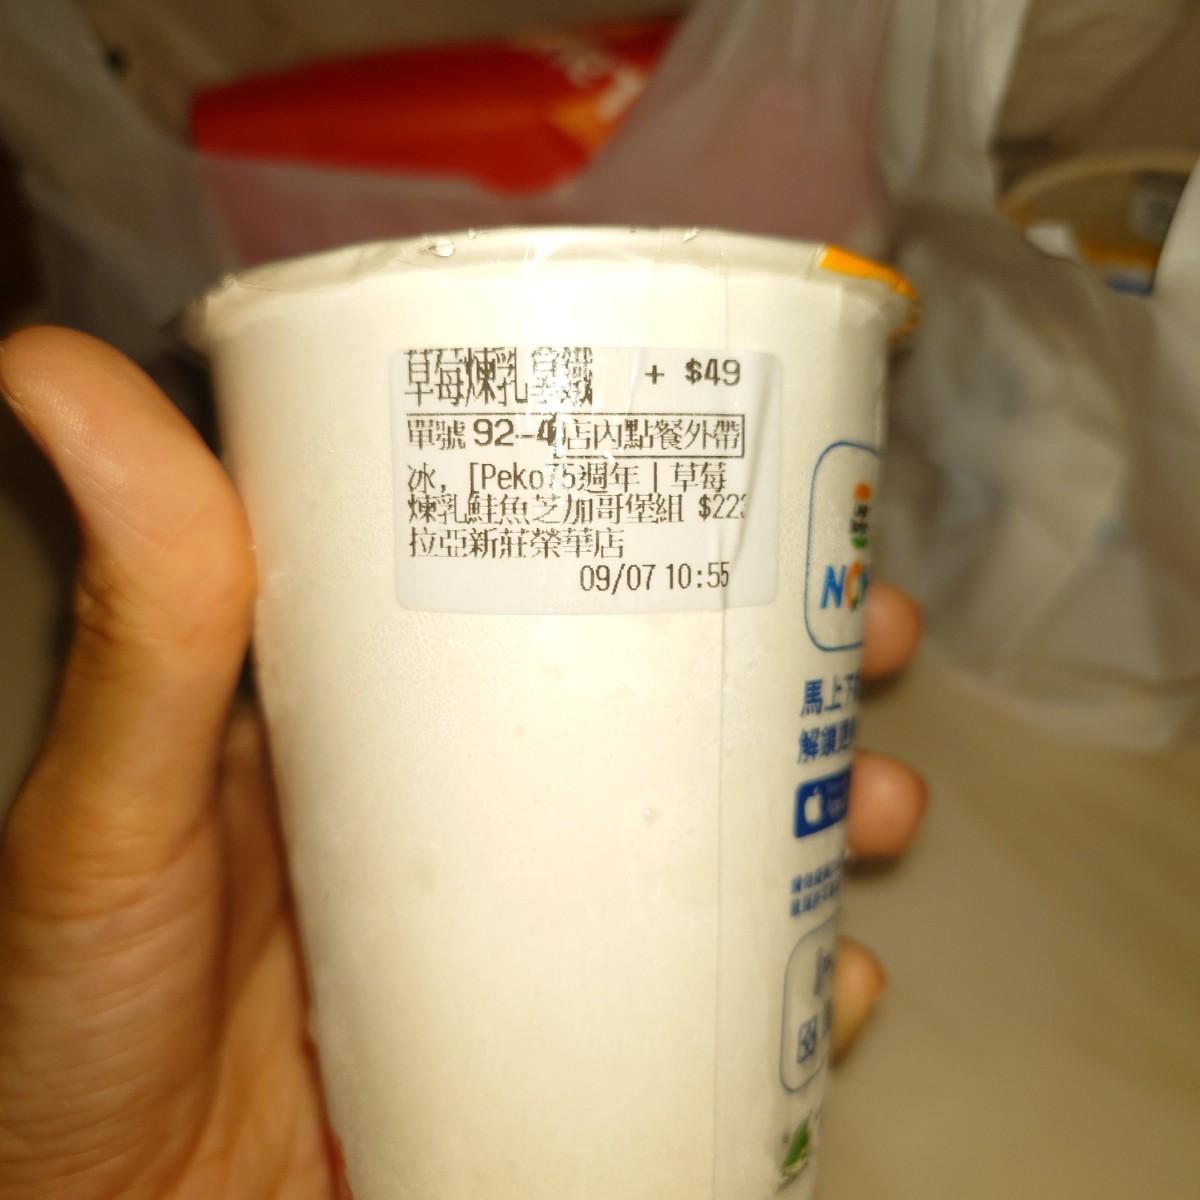 草莓煉乳拿鐵 + $49
單號 92-4 店內點餐外帶
冰, [Peko75週年 | 草莓
煉乳鮭魚芝加哥堡組 $223
拉亞新莊榮華店
09/07 10:55
馬上下
解鎖